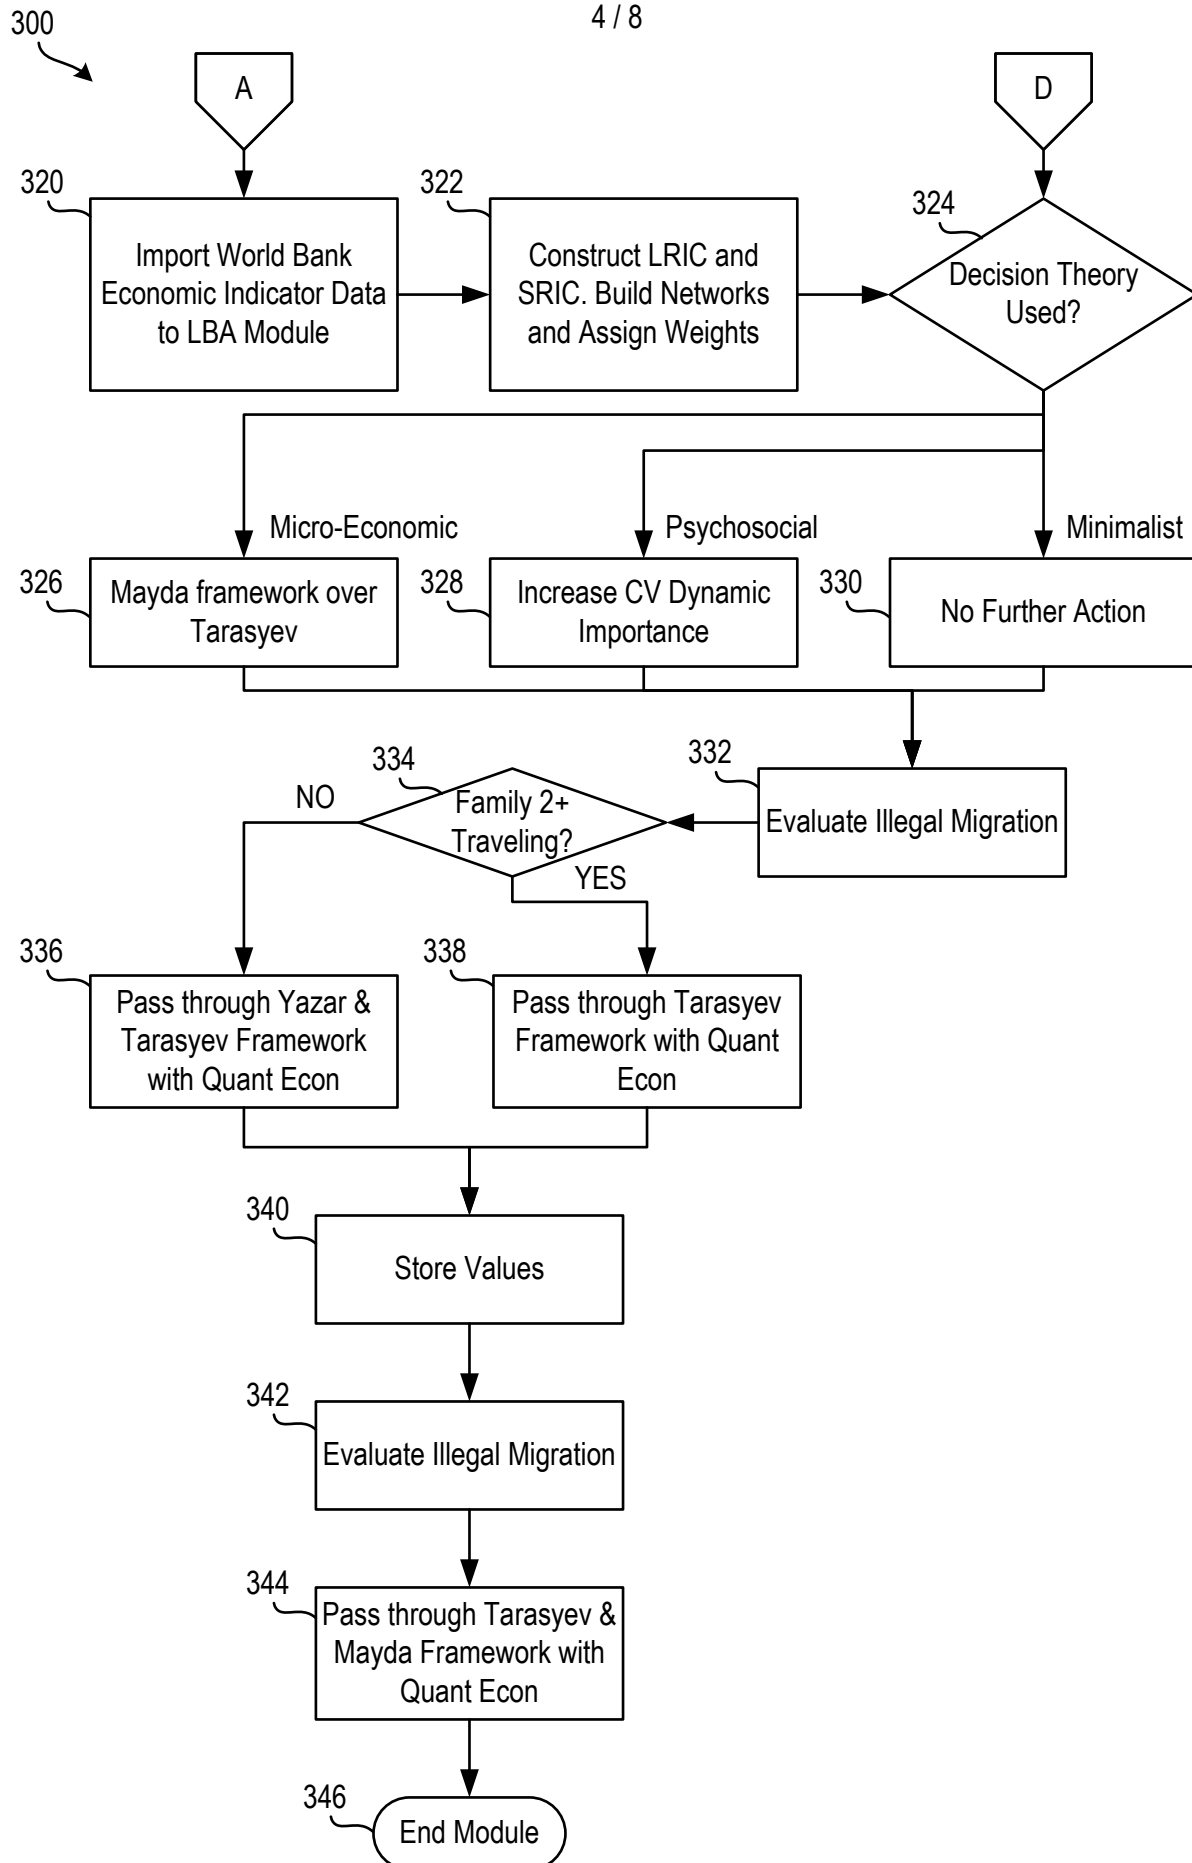 4 / 8
300
A
D
320
Import World Bank
Economic Indicator Data
to LBA Module
322
Construct LRIC and
SRIC. Build Networks
and Assign Weights
324
Decision Theory
Used?
Micro-Economic
Psychosocial
Minimalist
326
Mayda framework over
Tarasyev
328
Increase CV Dynamic
Importance
330
No Further Action
332
Evaluate Illegal Migration
334
Family 2+
Traveling?
NO
YES
336
Pass through Yazar &
Tarasyev Framework
with Quant Econ
338
Pass through Tarasyev
Framework with Quant
Econ
340
Store Values
342
Evaluate Illegal Migration
344
Pass through Tarasyev &
Mayda Framework with
Quant Econ
346
End Module